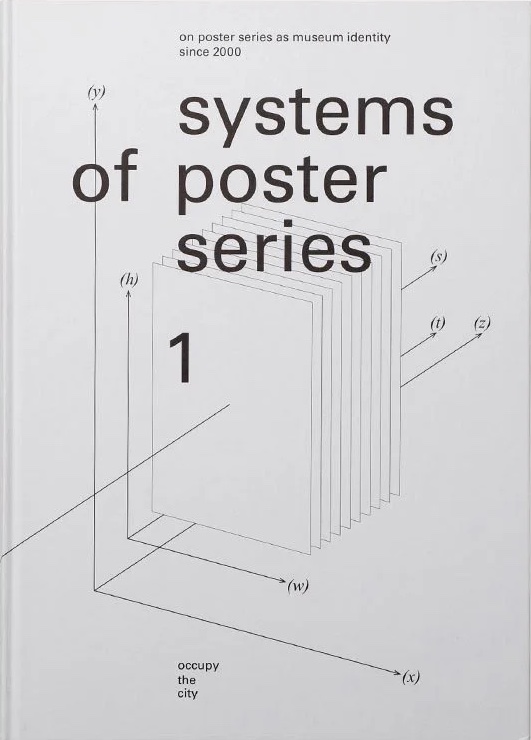 on poster series as museum identity
since 2000
(y)
systems
of poster
series
(s)
(h)
(t)
(z)
1
(w)
(x)
occupy
the
city